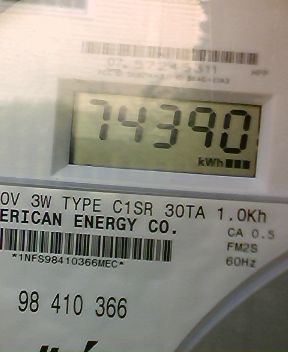 74390
kWh
0V 3W TYPE C1SR 30TA 1.0Kh
ERICAN ENERGY CO.
CA 0.5
FM2S
60Hz
*1NFS98410366MEC*
98 410 366